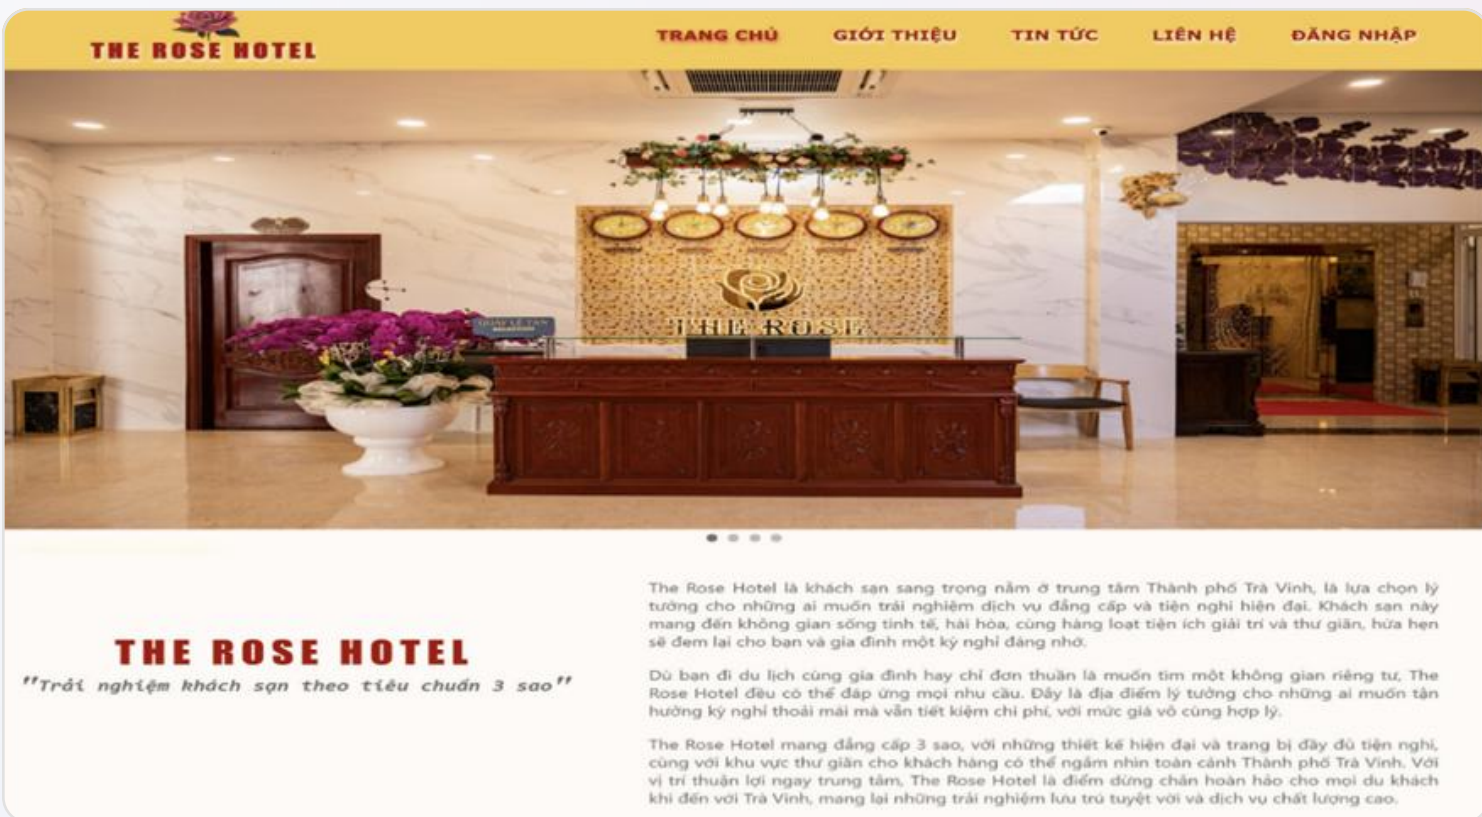 THE ROSE HOTEL
TRANG CHỦ
GIỚI THIỆU
TIN TỨC
LIÊN HỆ
ĐĂNG NHẬP
THE ROSE
QUẦY LỄ TÂN
RECEPTION
THE ROSE HOTEL
"Trải nghiệm khách sạn theo tiêu chuẩn 3 sao"
The Rose Hotel là khách sạn sang trọng nằm ở trung tâm Thành phố Trà Vinh, là lựa chọn lý
tưởng cho những ai muốn trải nghiệm dịch vụ đẳng cấp và tiện nghi hiện đại. Khách sạn này
mang đến không gian sống tinh tế, hài hòa, cùng hàng loạt tiện ích giải trí và thư giãn, hứa hẹn
sẽ đem lại cho bạn và gia đình một kỳ nghỉ đáng nhớ.
Dù bạn đi du lịch cùng gia đình hay chỉ đơn thuần là muốn tìm một không gian riêng tư, The
Rose Hotel đều có thể đáp ứng mọi nhu cầu. Đây là địa điểm lý tưởng cho những ai muốn tận
hưởng kỳ nghỉ thoải mái mà vẫn tiết kiệm chi phí, với mức giá vô cùng hợp lý.
The Rose Hotel mang đẳng cấp 3 sao, với những thiết kế hiện đại và trang bị đầy đủ tiện nghi,
cùng với khu vực thư giãn cho khách hàng có thể ngắm nhìn toàn cảnh Thành phố Trà Vinh. Với
vị trí thuận lợi ngay trung tâm, The Rose Hotel là điểm dừng chân hoàn hảo cho mọi du khách
khi đến với Trà Vinh, mang lại những trải nghiệm lưu trú tuyệt vời và dịch vụ chất lượng cao.